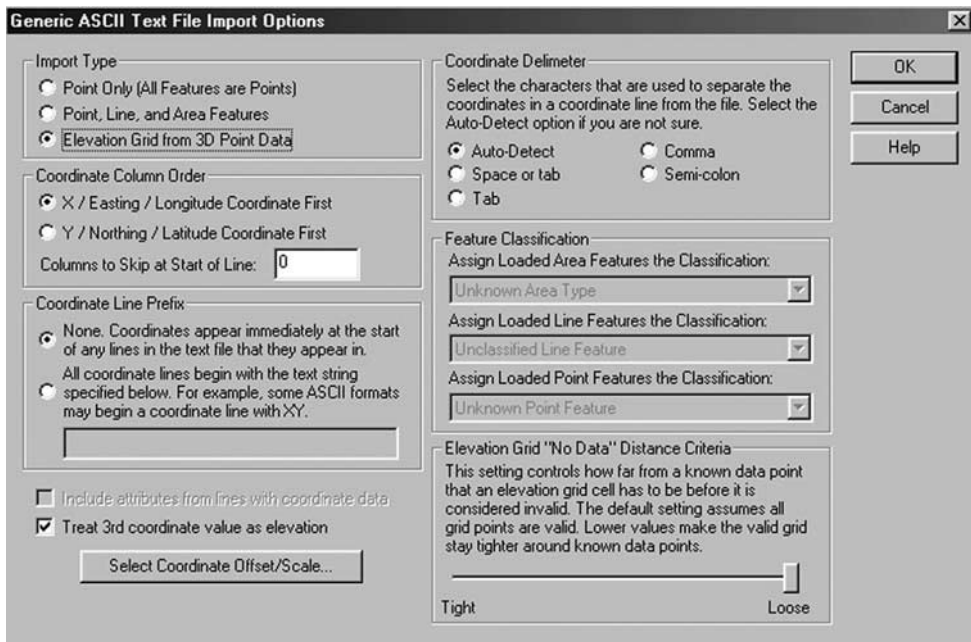 Generic ASCII Text File Import Options
Import Type
Point Only (All Features are Points)
Point, Line, and Area Features
Elevation Grid from 3D Point Data
Coordinate Column Order
X / Easting / Longitude Coordinate First
Y / Northing / Latitude Coordinate First
Columns to Skip at Start of Line: 0
Coordinate Line Prefix
None. Coordinates appear immediately at the start
of any lines in the text file that they appear in.
All coordinate lines begin with the text string
specified below. For example, some ASCII formats
may begin a coordinate line with XY.
Include attributes from lines with coordinate data
Treat 3rd coordinate value as elevation
Select Coordinate Offset/Scale...
Coordinate Delimeter
Select the characters that are used to separate the
coordinates in a coordinate line from the file. Select the
Auto-Detect option if you are not sure.
Auto-Detect
Comma
Space or tab
Semi-colon
Tab
Feature Classification
Assign Loaded Area Features the Classification:
Unknown Area Type
Assign Loaded Line Features the Classification:
Unclassified Line Feature
Assign Loaded Point Features the Classification:
Unknown Point Feature
Elevation Grid "No Data" Distance Criteria
This setting controls how far from a known data point
that an elevation grid cell has to be before it is
considered invalid. The default setting assumes all
grid points are valid. Lower values make the valid grid
stay tighter around known data points.
Tight
Loose
OK
Cancel
Help